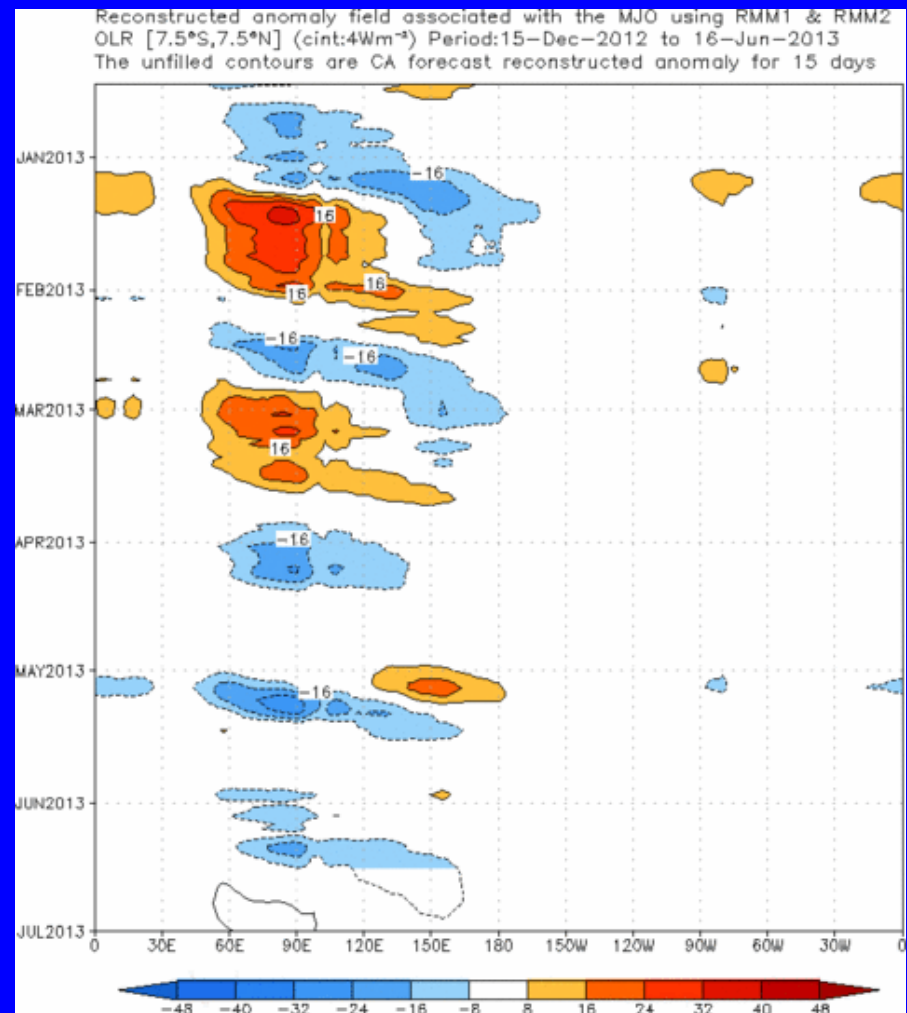 Reconstructed anomaly field associated with the MJO using RMM1 & RMM2
OLR [7.5°S,7.5°N] (cint:4Wm⁻²) Period:15-Dec-2012 to 16-Jun-2013
The unfilled contours are CA forecast reconstructed anomaly for 15 days
JAN2013
-16
16
FEB2013
16
16
-16
-16
MAR2013
16
APR2013
-16
MAY2013
-16
JUN2013
JUL2013
0 30E 60E 90E 120E 150E 180 150W 120W 90W 60W 30W 0
-48 -40 -32 -24 -16 -8 8 16 24 32 40 48